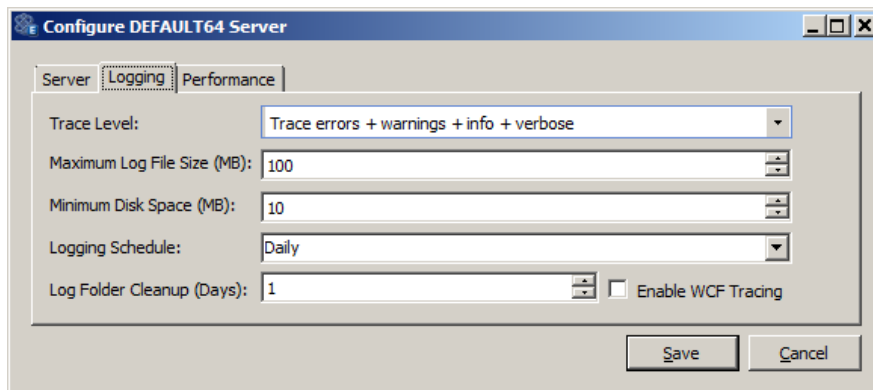 Configure DEFAULT64 Server
Server Logging Performance
Trace Level: Trace errors + warnings + info + verbose
Maximum Log File Size (MB): 100
Minimum Disk Space (MB): 10
Logging Schedule: Daily
Log Folder Cleanup (Days): 1 Enable WCF Tracing
Save Cancel